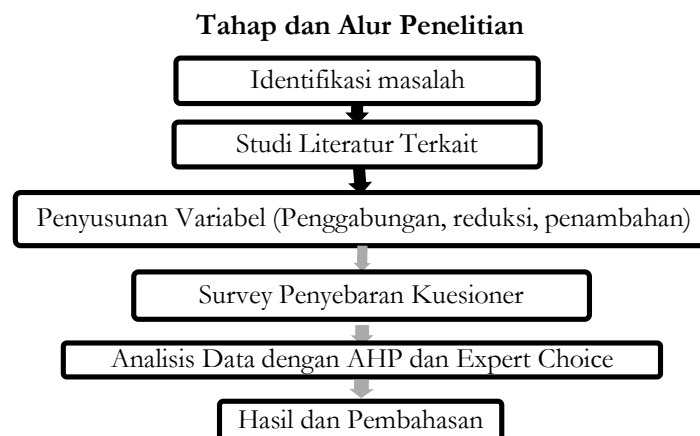 Tahap dan Alur Penelitian
Identifikasi masalah
Studi Literatur Terkait
Penyusunan Variabel (Penggabungan, reduksi, penambahan)
Survey Penyebaran Kuesioner
Analisis Data dengan AHP dan Expert Choice
Hasil dan Pembahasan